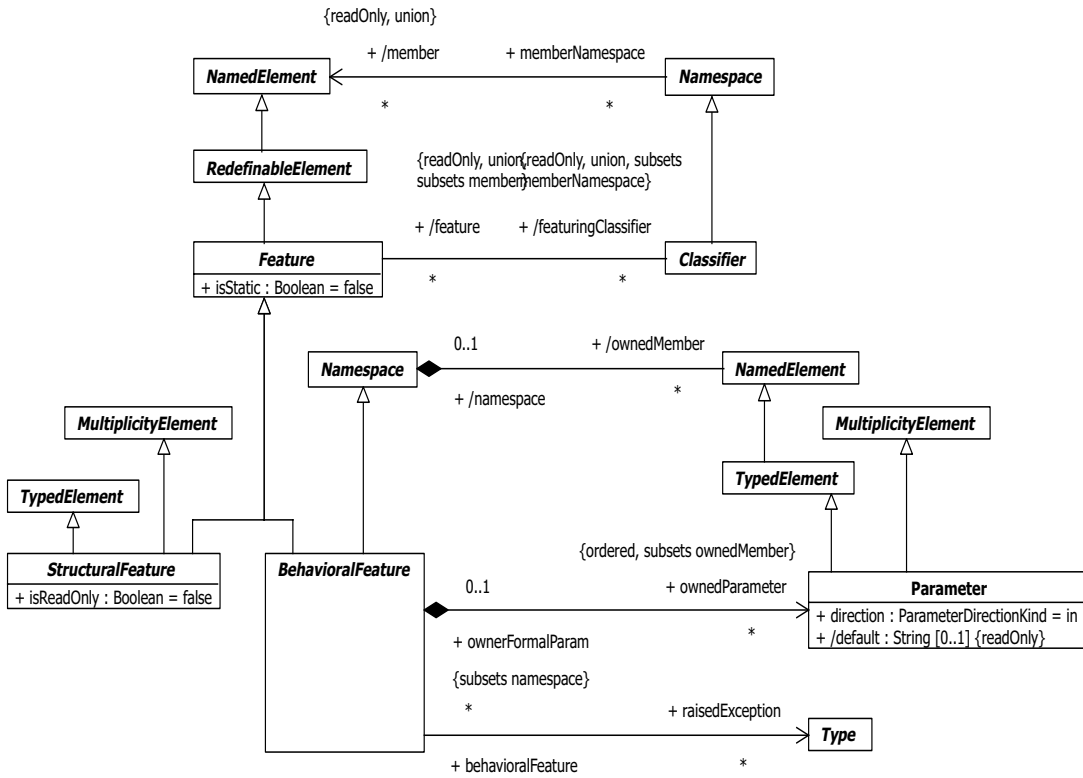 {readOnly, union}
+ /member
+ memberNamespace
NamedElement
Namespace
*
*
RedefinableElement
{readOnly, union,
subsets member}
{readOnly, union, subsets
memberNamespace}
+ /feature
+ /featuringClassifier
Feature
Classifier
+ isStatic : Boolean = false
*
*
0..1
+ /ownedMember
Namespace
NamedElement
+ /namespace
*
MultiplicityElement
MultiplicityElement
TypedElement
TypedElement
{ordered, subsets ownedMember}
StructuralFeature
BehavioralFeature
0..1
+ ownedParameter
Parameter
+ isReadOnly : Boolean = false
+ direction : ParameterDirectionKind = in
+ /default : String [0..1] {readOnly}
+ ownerFormalParam
*
{subsets namespace}
*
+ raisedException
Type
+ behavioralFeature
*